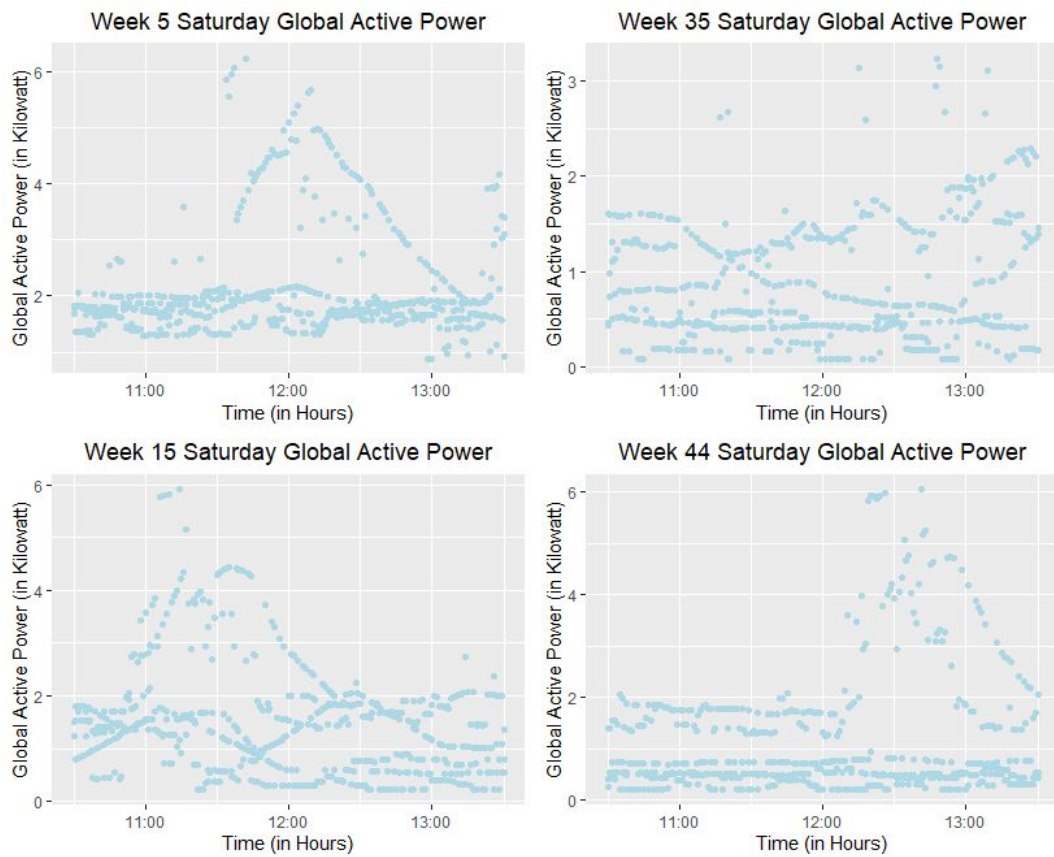 Week 5 Saturday Global Active Power
Global Active Power (in Kilowatt)
6
4
2
11:00 12:00 13:00
Time (in Hours)
Week 35 Saturday Global Active Power
Global Active Power (in Kilowatt)
3
2
1
0
11:00 12:00 13:00
Time (in Hours)
Week 15 Saturday Global Active Power
Global Active Power (in Kilowatt)
6
4
2
0
11:00 12:00 13:00
Time (in Hours)
Week 44 Saturday Global Active Power
Global Active Power (in Kilowatt)
6
4
2
0
11:00 12:00 13:00
Time (in Hours)